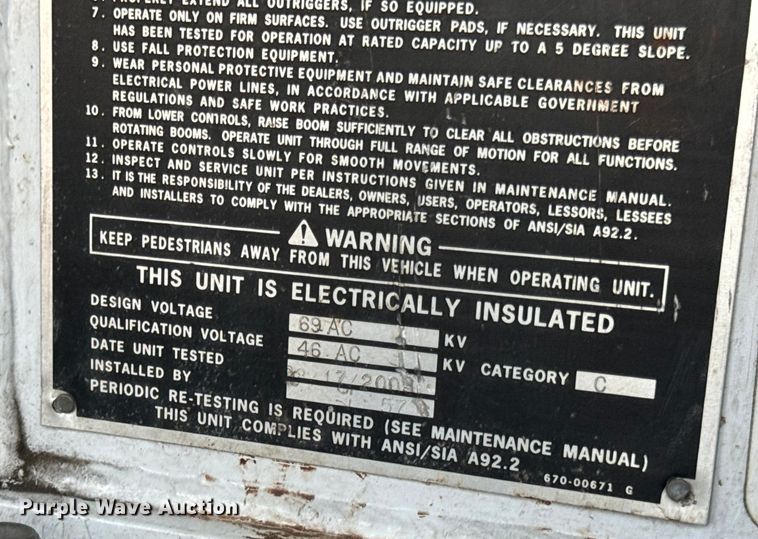 PROPERLY EXTEND ALL OUTRIGGERS, IF SO EQUIPPED.
7. OPERATE ONLY ON FIRM SURFACES. USE OUTRIGGER PADS, IF NECESSARY. THIS UNIT
HAS BEEN TESTED FOR OPERATION AT RATED CAPACITY UP TO A 5 DEGREE SLOPE.
8. USE FALL PROTECTION EQUIPMENT.
9. WEAR PERSONAL PROTECTIVE EQUIPMENT AND MAINTAIN SAFE CLEARANCES FROM
ELECTRICAL POWER LINES, IN ACCORDANCE WITH APPLICABLE GOVERNMENT
REGULATIONS AND SAFE WORK PRACTICES.
10. FROM LOWER CONTROLS, RAISE BOOM SUFFICIENTLY TO CLEAR ALL OBSTRUCTIONS BEFORE
ROTATING BOOMS. OPERATE UNIT THROUGH FULL RANGE OF MOTION FOR ALL FUNCTIONS.
11. OPERATE CONTROLS SLOWLY FOR SMOOTH MOVEMENTS.
12. INSPECT AND SERVICE UNIT PER INSTRUCTIONS GIVEN IN MAINTENANCE MANUAL.
13. IT IS THE RESPONSIBILITY OF THE DEALERS, OWNERS, USERS, OPERATORS, LESSORS, LESSEES
AND INSTALLERS TO COMPLY WITH THE APPROPRIATE SECTIONS OF ANSI/SIA A92.2.
WARNING
KEEP PEDESTRIANS AWAY FROM THIS VEHICLE WHEN OPERATING UNIT.
THIS UNIT IS ELECTRICALLY INSULATED
DESIGN VOLTAGE 69 AC KV
QUALIFICATION VOLTAGE 46 AC KV CATEGORY C
DATE UNIT TESTED
INSTALLED BY
PERIODIC RE-TESTING IS REQUIRED (SEE MAINTENANCE MANUAL)
THIS UNIT COMPLIES WITH ANSI/SIA A92.2
670-00671 G
Purple Wave Auction